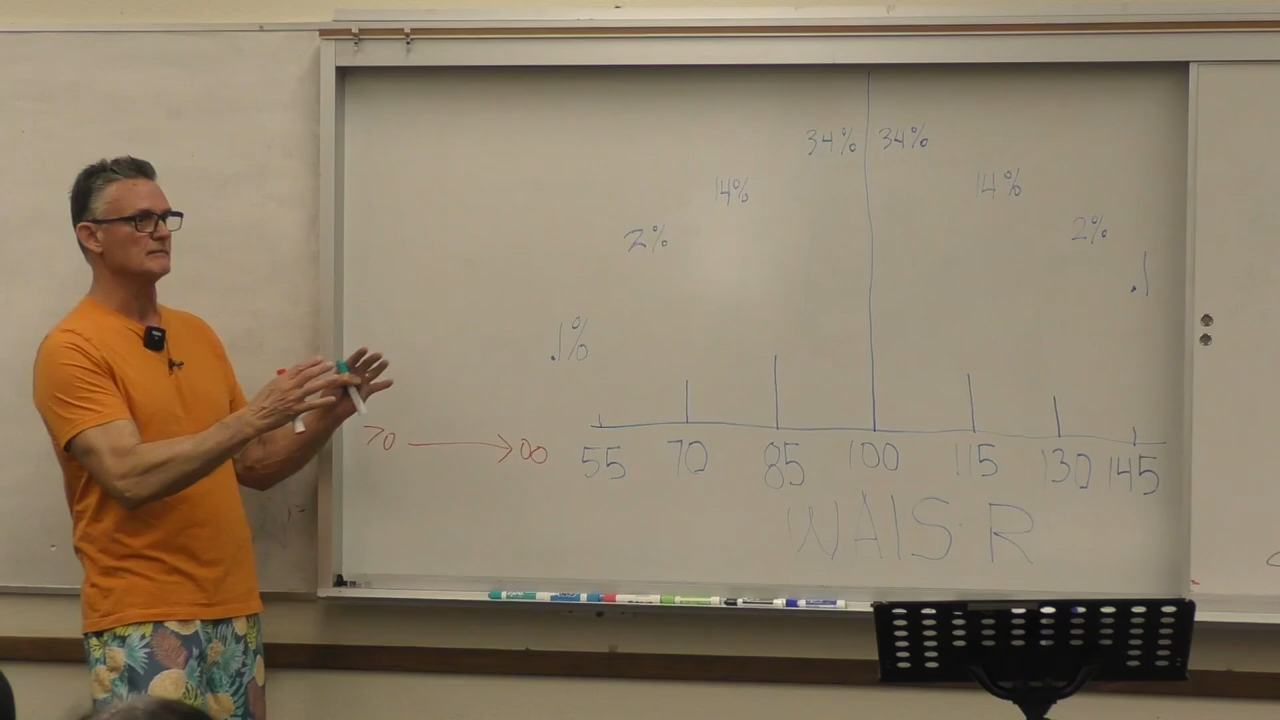 34% 34%
14% 14%
2% 2%
.1
.1%
70 → 00
55 70 85 100 115 130 145
WAIS-R